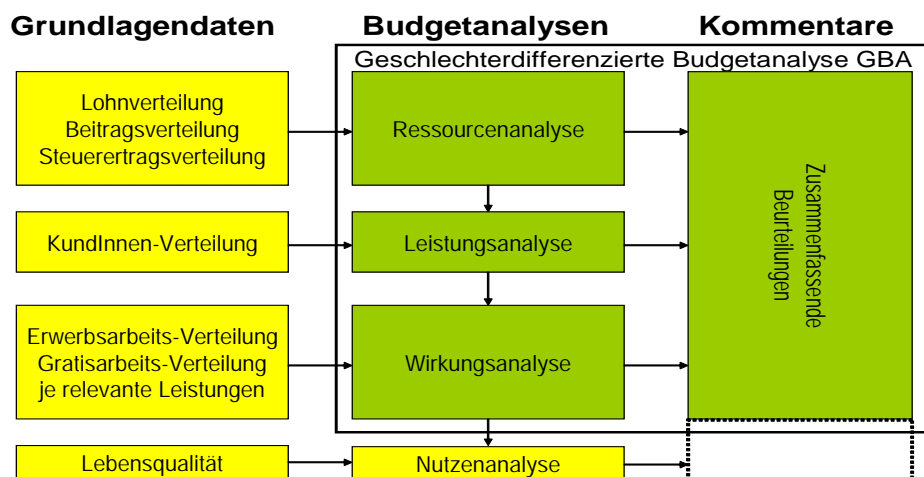 Grundlagendaten
Budgetanalysen
Kommentare
Geschlechterdifferenzierte Budgetanalyse GBA
Lohnverteilung
Beitragsverteilung
Steuerertragsverteilung
Ressourcenanalyse
Zusammenfassende
Beurteilungen
KundInnen-Verteilung
Leistungsanalyse
Erwerbsarbeits-Verteilung
Gratisarbeits-Verteilung
je relevante Leistungen
Wirkungsanalyse
Lebensqualität
Nutzenanalyse